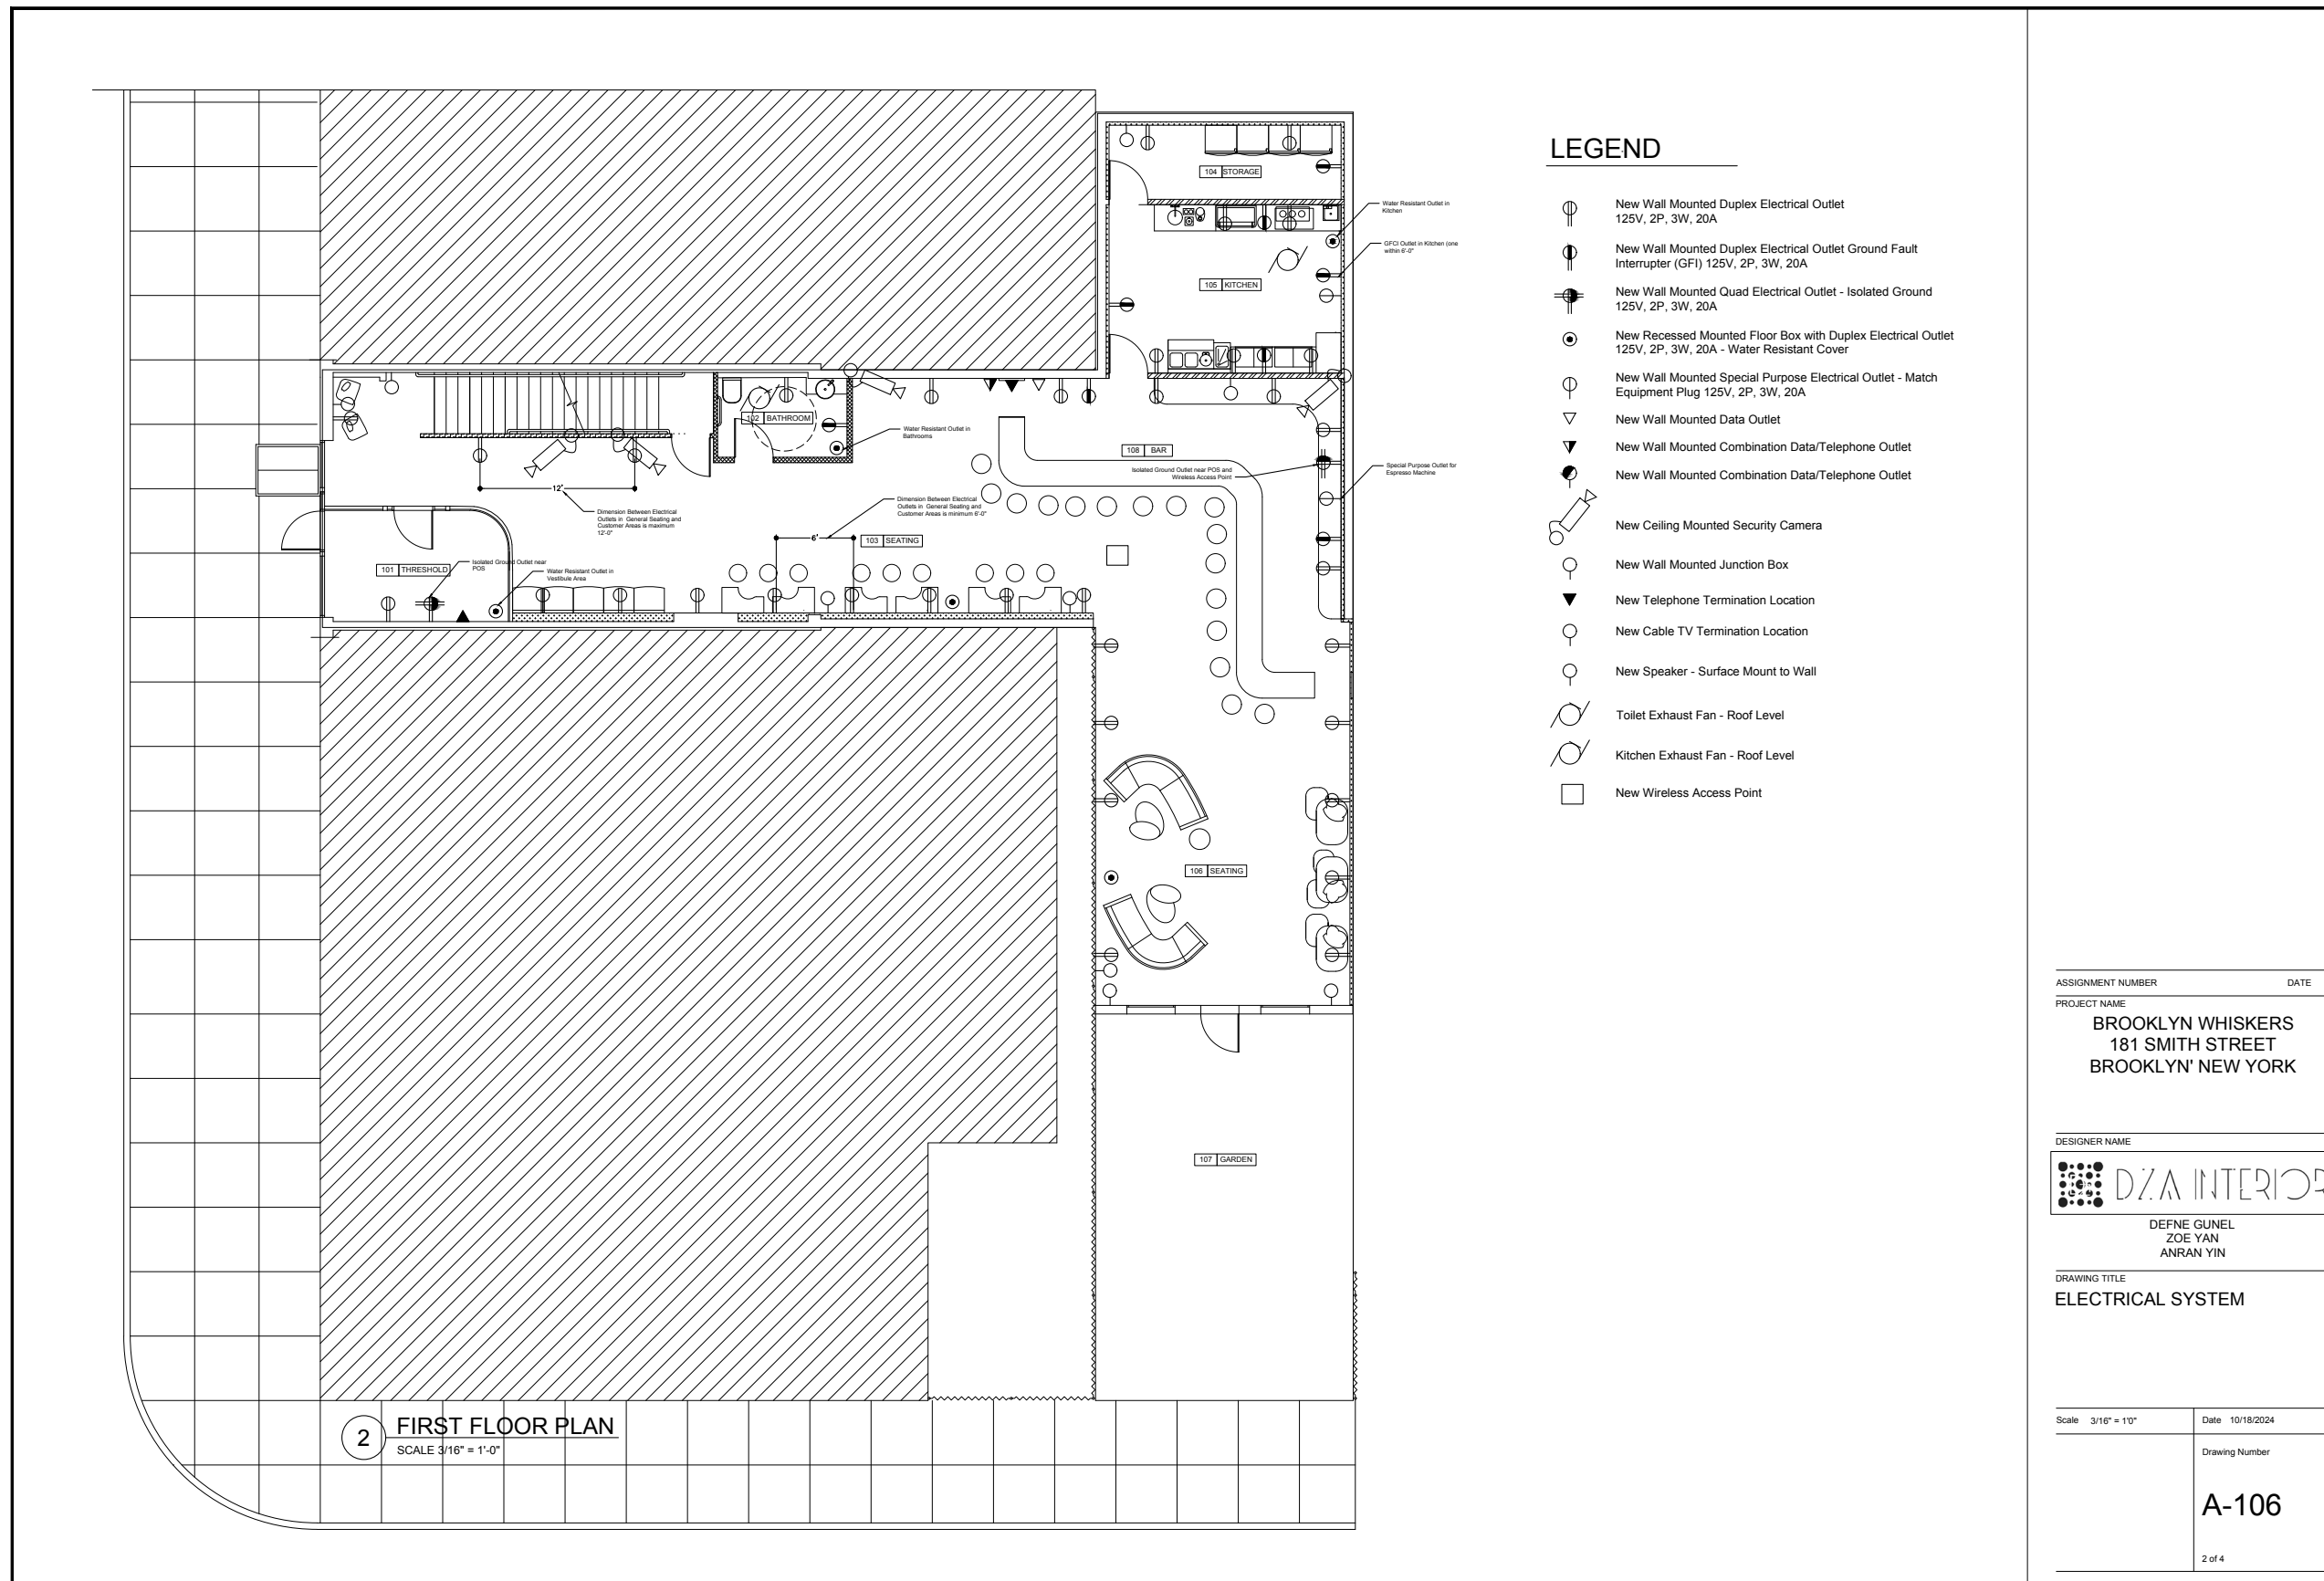 LEGEND
New Wall Mounted Duplex Electrical Outlet
125V, 2P, 3W, 20A
New Wall Mounted Duplex Electrical Outlet Ground Fault
Interrupter (GFI) 125V, 2P, 3W, 20A
New Wall Mounted Quad Electrical Outlet - Isolated Ground
125V, 2P, 3W, 20A
New Recessed Mounted Floor Box with Duplex Electrical Outlet
125V, 2P, 3W, 20A - Water Resistant Cover
New Wall Mounted Special Purpose Electrical Outlet - Match
Equipment Plug 125V, 2P, 3W, 20A
New Wall Mounted Data Outlet
New Wall Mounted Combination Data/Telephone Outlet
New Wall Mounted Combination Data/Telephone Outlet
New Ceiling Mounted Security Camera
New Wall Mounted Junction Box
New Telephone Termination Location
New Cable TV Termination Location
New Speaker - Surface Mount to Wall
Toilet Exhaust Fan - Roof Level
Kitchen Exhaust Fan - Roof Level
New Wireless Access Point
104 STORAGE
Water Resistant Outlet in
Kitchen
GFCI Outlet in Kitchen (one
within 6'-0"
105 KITCHEN
102 BATHROOM
Water Resistant Outlet in
Bathrooms
108 BAR
Isolated Ground Outlet near POS and
Wireless Access Point
Special Purpose Outlet for
Espresso Machine
12'
Dimension Between Electrical
Outlets in General Seating and
Customer Areas is maximum
12'-0"
Dimension Between Electrical
Outlets in General Seating and
Customer Areas is minimum 6'-0"
6'
103 SEATING
101 THRESHOLD
Isolated Ground Outlet near
POS
Water Resistant Outlet in
Vestibule Area
106 SEATING
107 GARDEN
2
FIRST FLOOR PLAN
SCALE 3/16" = 1'-0"
ASSIGNMENT NUMBER DATE
PROJECT NAME
BROOKLYN WHISKERS
181 SMITH STREET
BROOKLYN' NEW YORK
DESIGNER NAME
DZA INTERIOR
DEFNE GUNEL
ZOE YAN
ANRAN YIN
DRAWING TITLE
ELECTRICAL SYSTEM
Scale 3/16" = 1'0"
Date 10/18/2024
Drawing Number
A-106
2 of 4